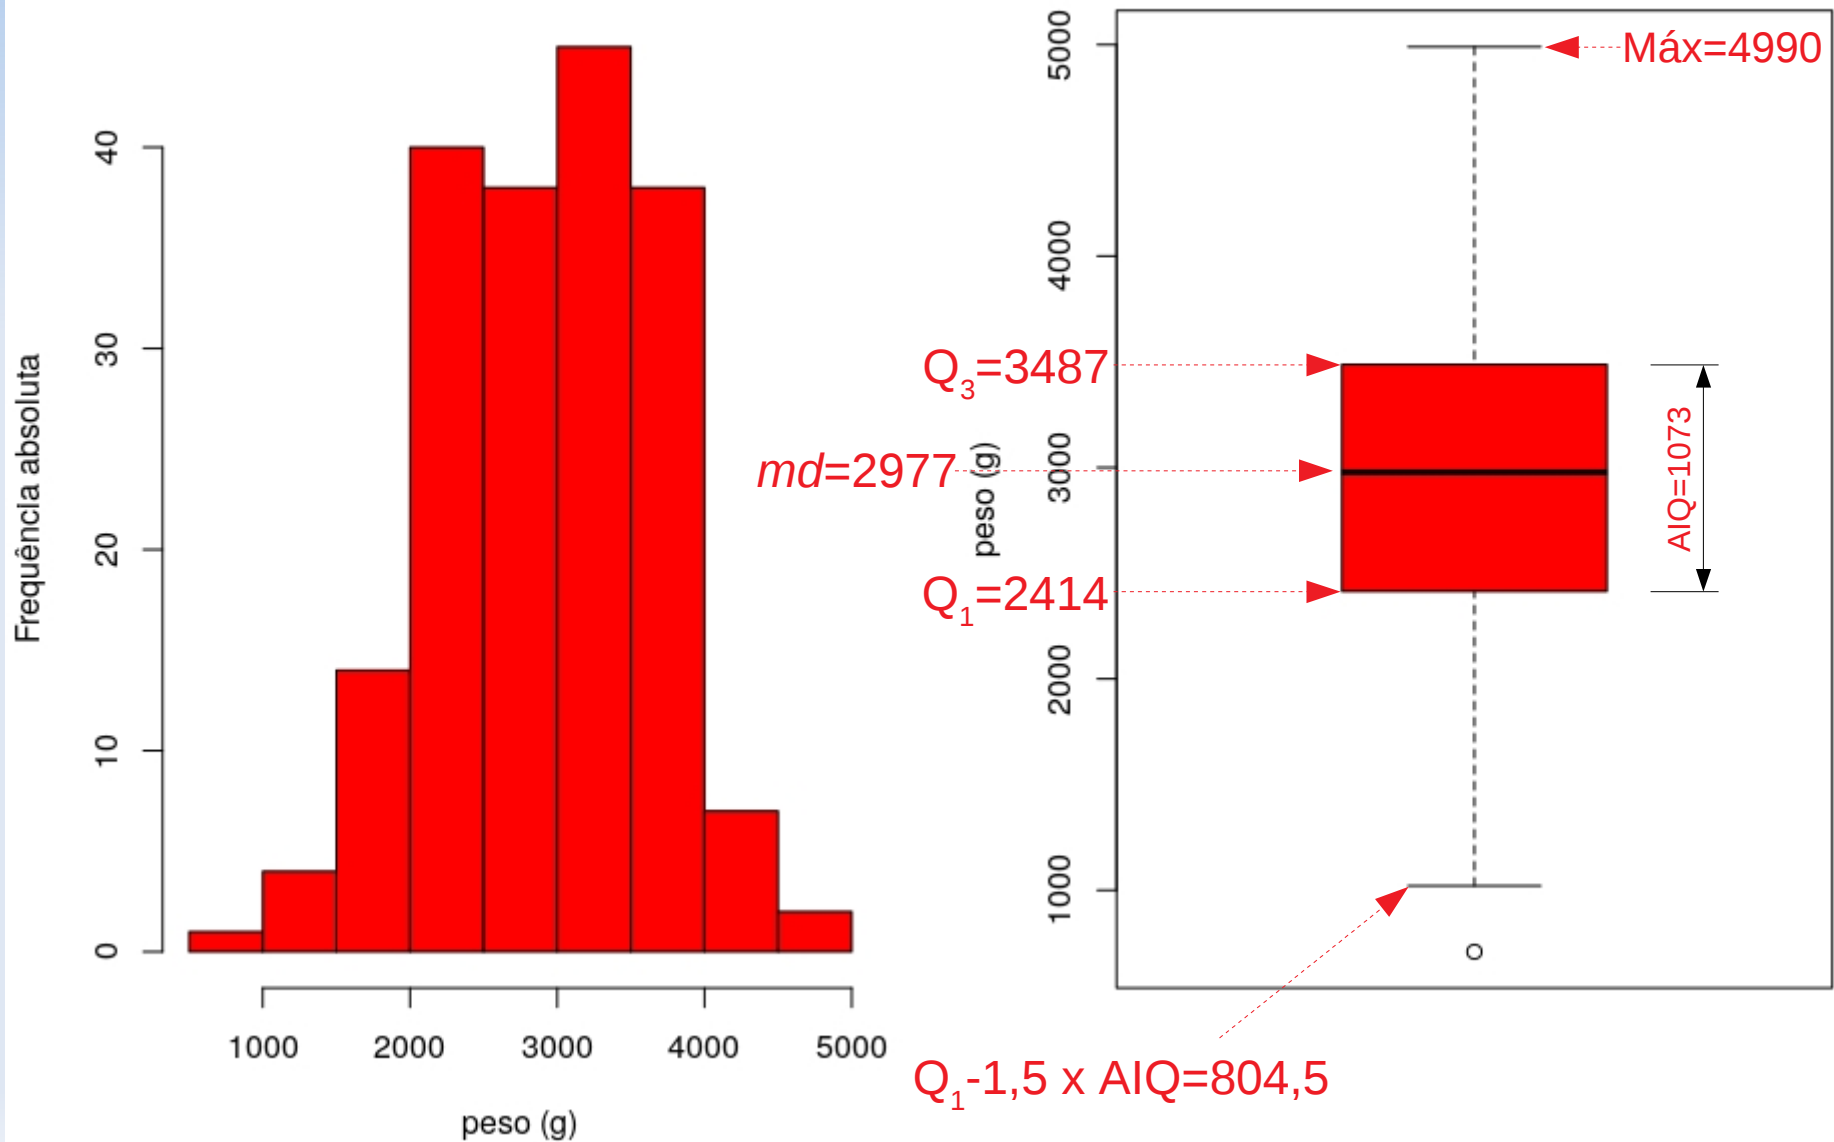 Frequência absoluta
40
30
20
10
0
1000 2000 3000 4000 5000
peso (g)
5000
4000
3000
2000
1000
peso (g)
Máx=4990
Q3=3487
md=2977
Q1=2414
AIQ=1073
Q1-1,5 x AIQ=804,5